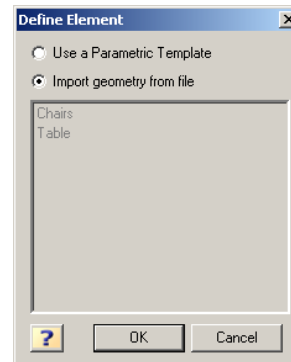 Define Element
Use a Parametric Template
Import geometry from file
Chairs
Table
? OK Cancel